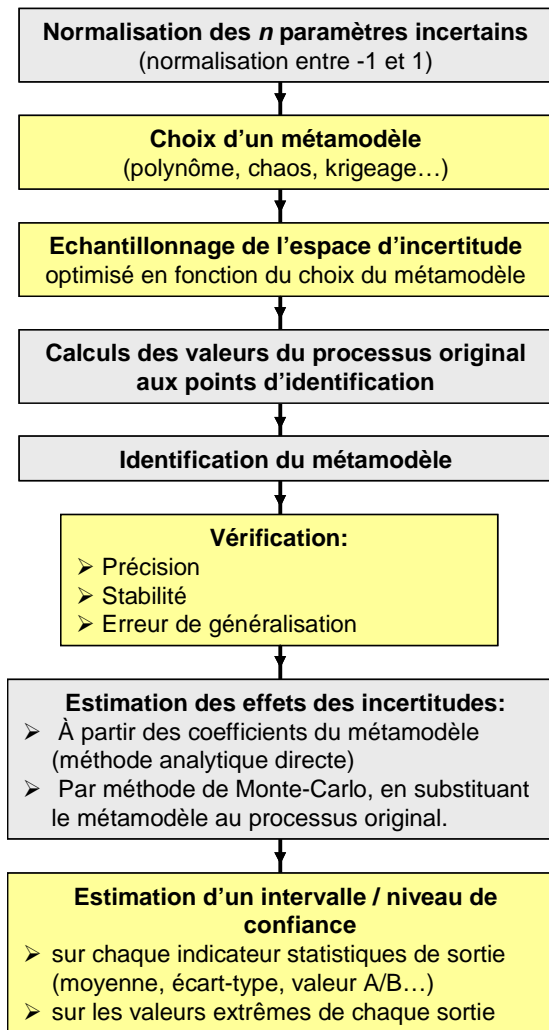 Normalisation des n paramètres incertains
(normalisation entre -1 et 1)
Choix d'un métamodèle
(polynôme, chaos, krigeage…)
Echantillonnage de l'espace d'incertitude
optimisé en fonction du choix du métamodèle
Calculs des valeurs du processus original
aux points d'identification
Identification du métamodèle
Vérification:
➢ Précision
➢ Stabilité
➢ Erreur de généralisation
Estimation des effets des incertitudes:
➢ À partir des coefficients du métamodèle
(méthode analytique directe)
➢ Par méthode de Monte-Carlo, en substituant
le métamodèle au processus original.
Estimation d'un intervalle / niveau de
confiance
➢ sur chaque indicateur statistiques de sortie
(moyenne, écart-type, valeur A/B…)
➢ sur les valeurs extrêmes de chaque sortie